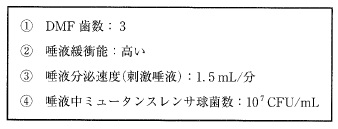 ① DMF 歯数：3
② 唾液緩衝能：高い
③ 唾液分泌速度(刺激唾液)：1.5 mL/分
④ 唾液中ミュータンスレンサ球菌数：10⁷ CFU/mL